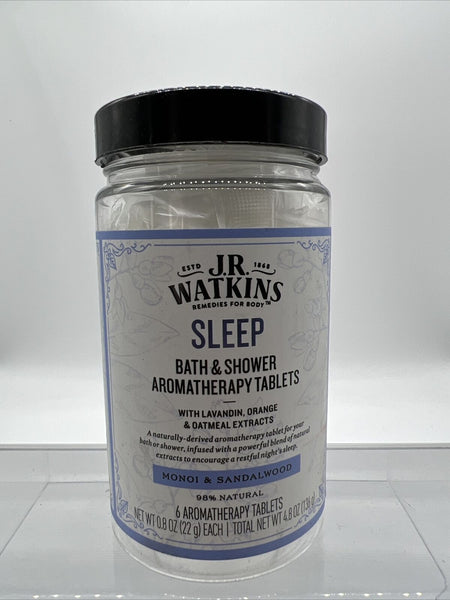 ESTD 1868
J.R.
WATKINS
REMEDIES FOR BODY™
SLEEP
BATH & SHOWER
AROMATHERAPY TABLETS
WITH LAVANDIN, ORANGE
& OATMEAL EXTRACTS
A naturally-derived aromatherapy tablet for your
bath or shower, infused with a powerful blend of natural
extracts to encourage a restful night's sleep.
MONOI & SANDALWOOD
98% NATURAL
6 AROMATHERAPY TABLETS
NET WT 0.8 OZ (22 g) EACH | TOTAL NET WT 4.8 OZ